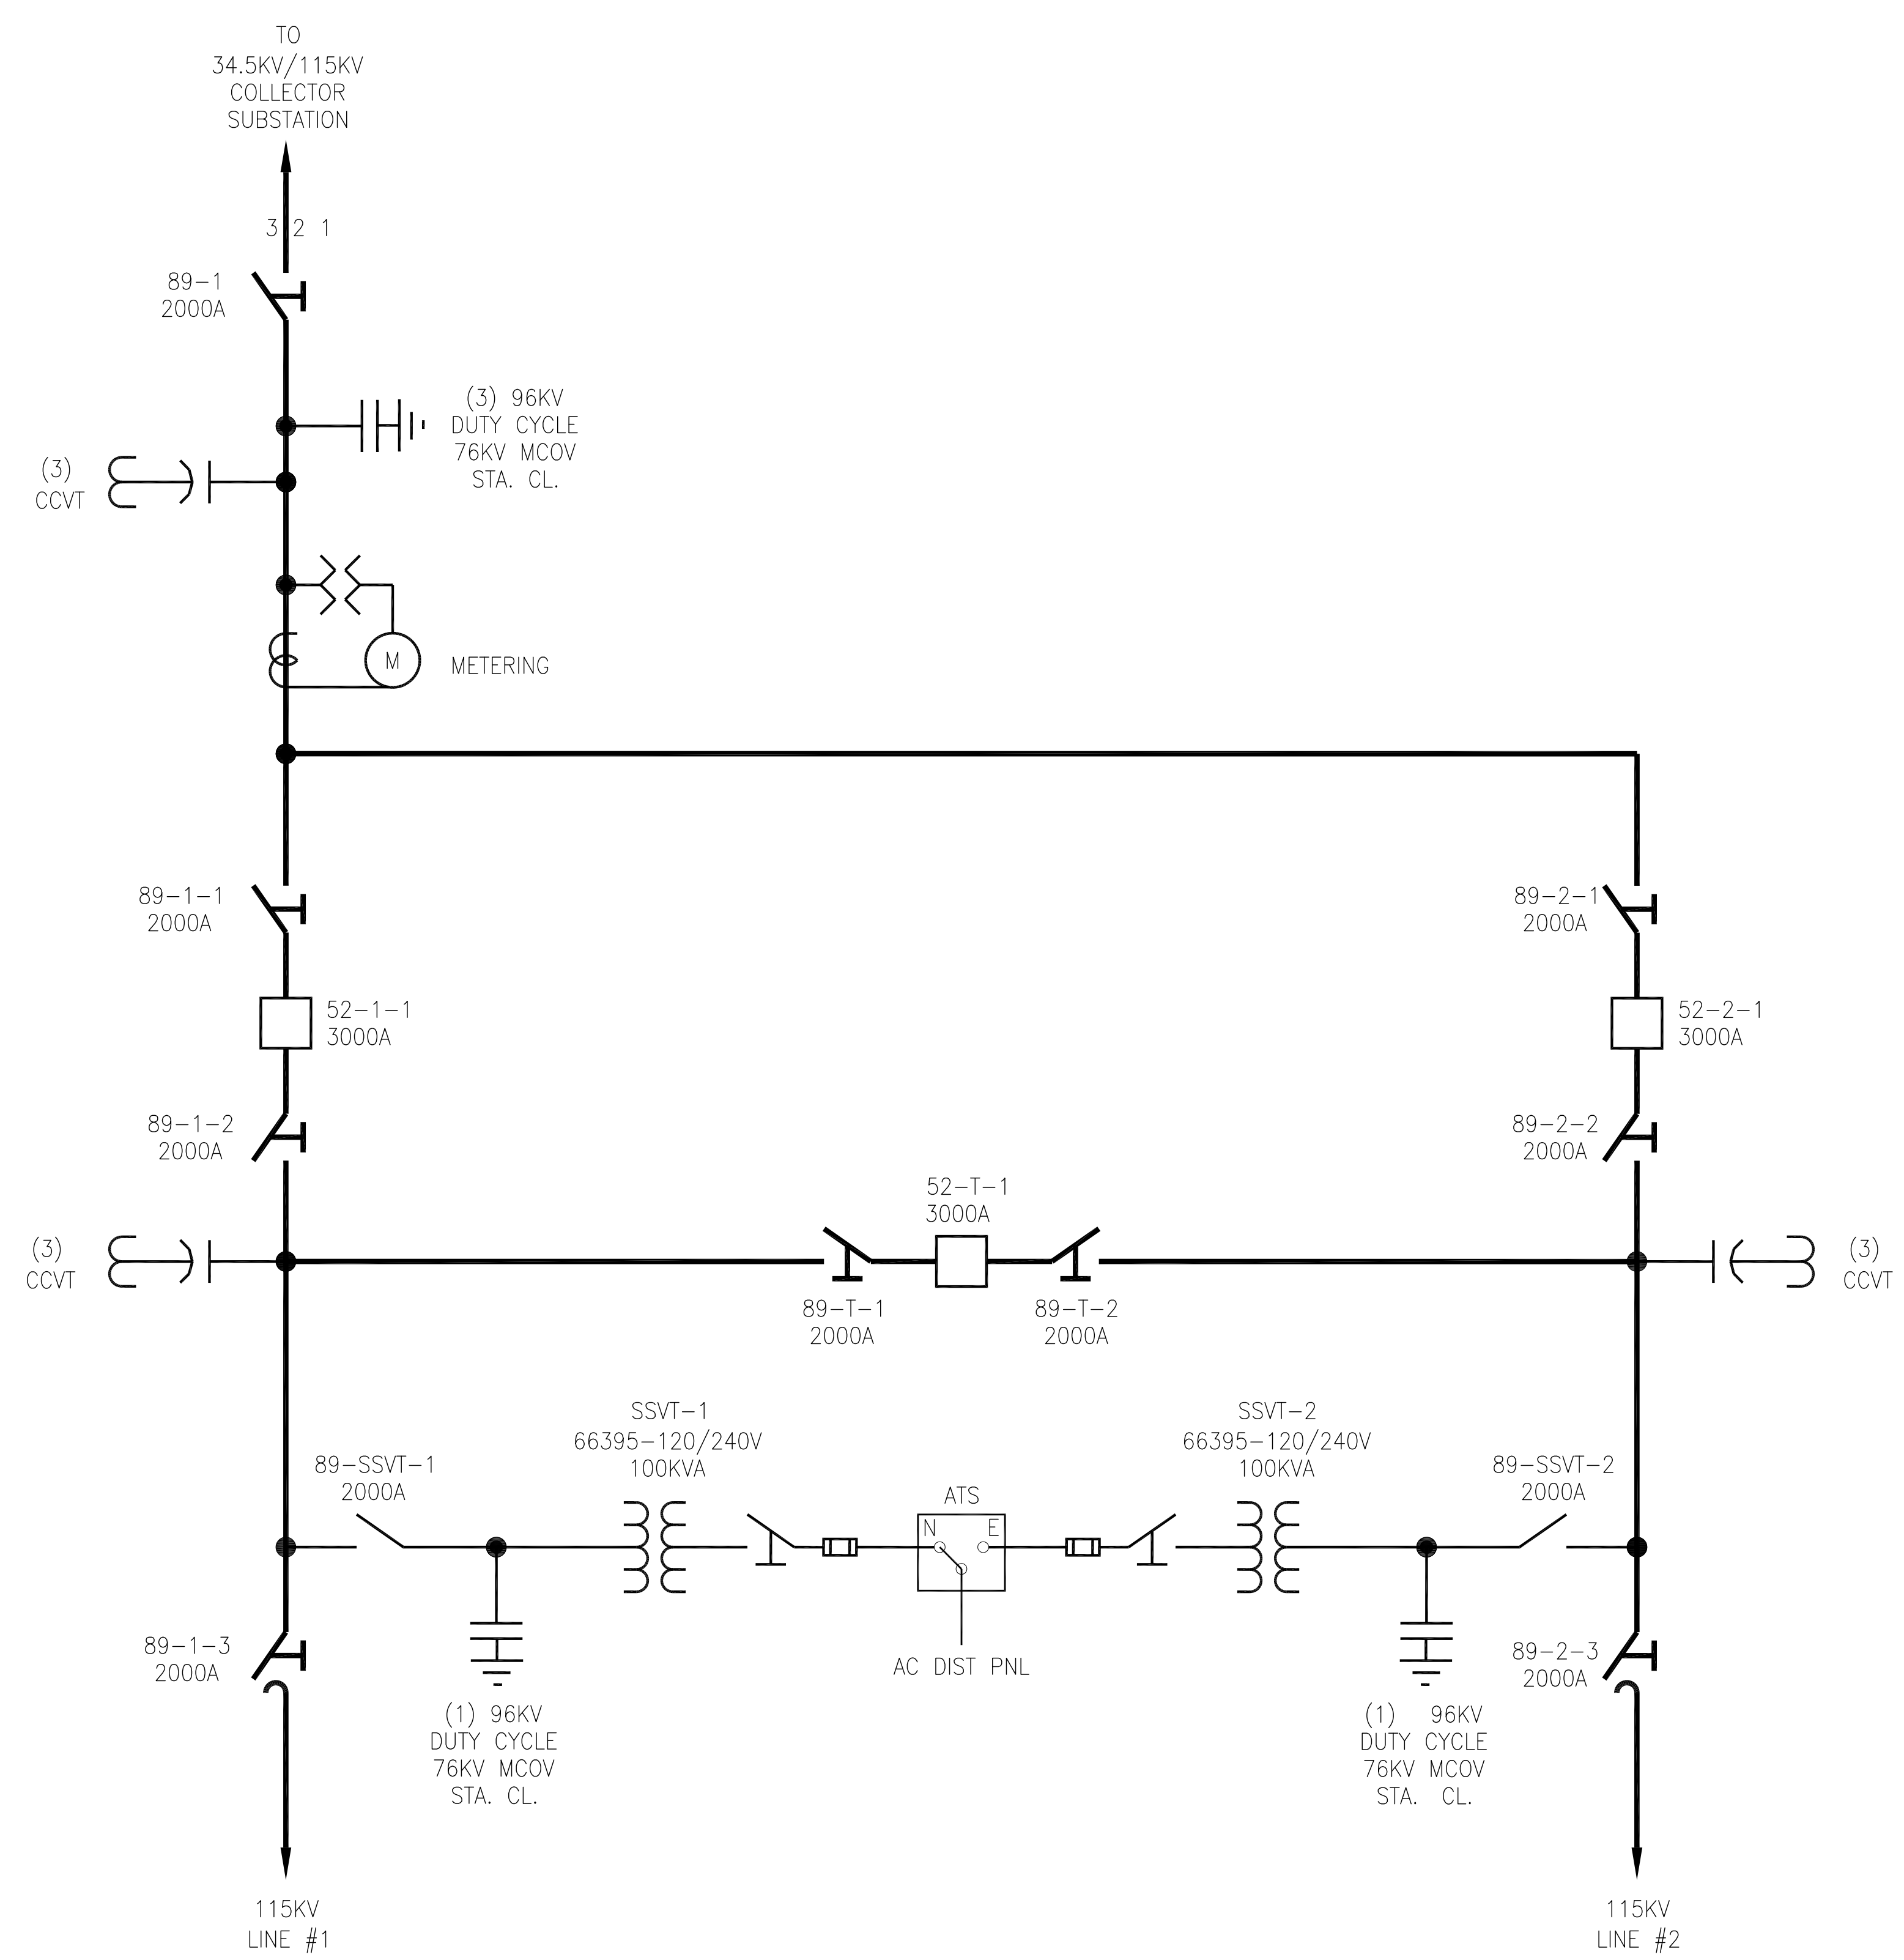 TO
34.5KV/115KV
COLLECTOR
SUBSTATION
3 2 1
89-1
2000A
(3) 96KV
DUTY CYCLE
76KV MCOV
STA. CL.
(3)
CCVT
M
METERING
89-1-1
2000A
89-2-1
2000A
52-1-1
3000A
52-2-1
3000A
89-1-2
2000A
89-2-2
2000A
52-T-1
3000A
(3)
CCVT
(3)
CCVT
89-T-1
2000A
89-T-2
2000A
SSVT-1
66395-120/240V
100KVA
SSVT-2
66395-120/240V
100KVA
89-SSVT-1
2000A
89-SSVT-2
2000A
ATS
N E
AC DIST PNL
89-1-3
2000A
89-2-3
2000A
(1) 96KV
DUTY CYCLE
76KV MCOV
STA. CL.
(1) 96KV
DUTY CYCLE
76KV MCOV
STA. CL.
115KV
LINE #1
115KV
LINE #2